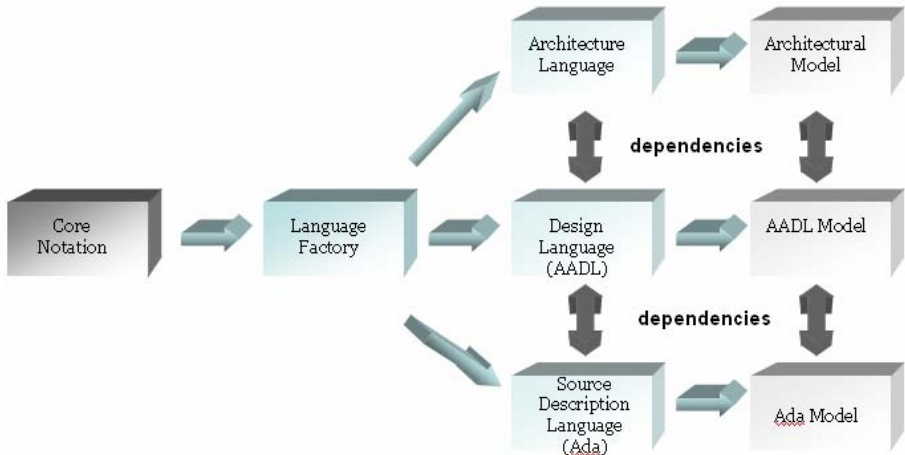 Architecture
Language
Architectural
Model
dependencies
Core
Notation
Language
Factory
Design
Language
(AADL)
AADL Model
dependencies
Source
Description
Language
(Ada)
Ada Model